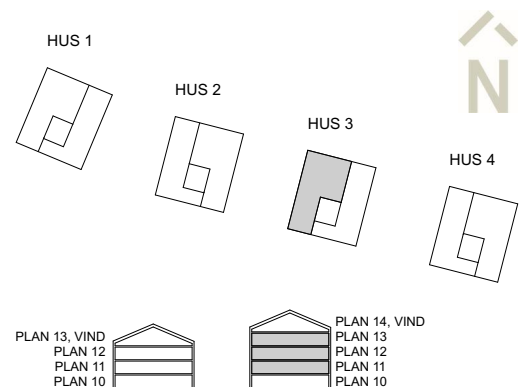 HUS 1
HUS 2
HUS 3
HUS 4
N
PLAN 13, VIND
PLAN 12
PLAN 11
PLAN 10
PLAN 14, VIND
PLAN 13
PLAN 12
PLAN 11
PLAN 10